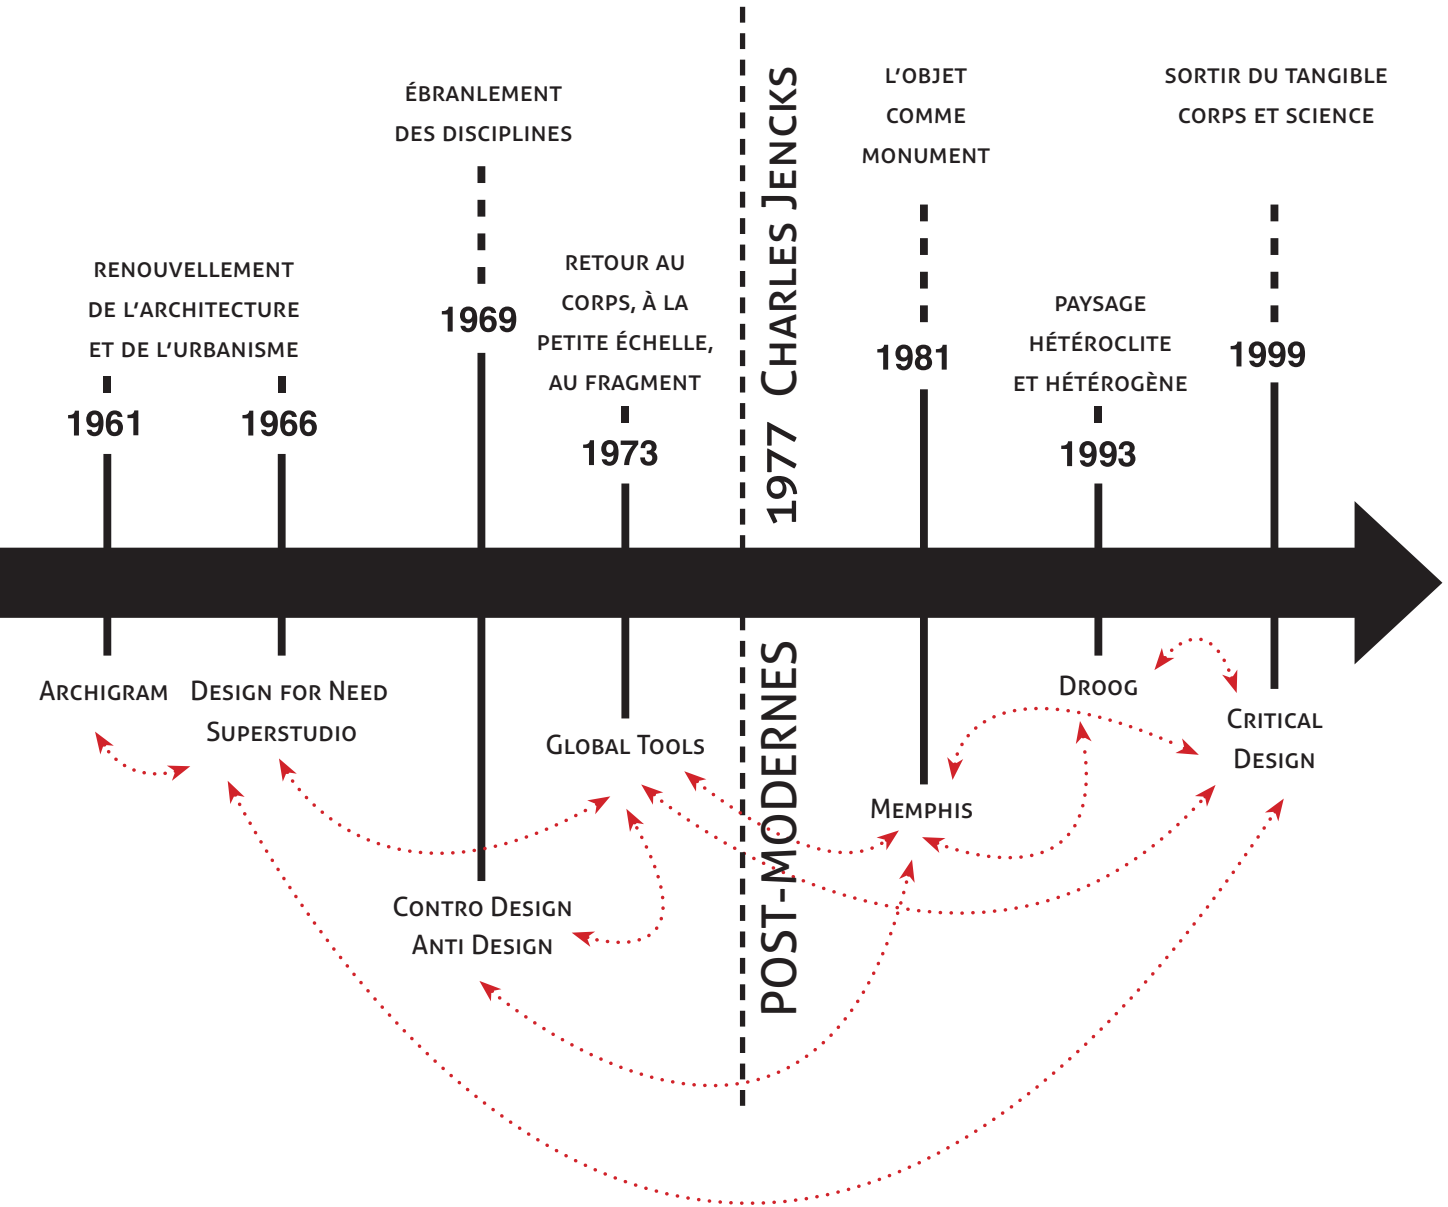 ÉBRANLEMENT
DES DISCIPLINES
1969
RENOUVELLEMENT
DE L'ARCHITECTURE
ET DE L'URBANISME
1961
1966
RETOUR AU
CORPS, À LA
PETITE ÉCHELLE,
AU FRAGMENT
1973
1977 CHARLES JENCKS
L'OBJET
COMME
MONUMENT
1981
PAYSAGE
HÉTÉROCLITE
ET HÉTÉROGÈNE
1993
SORTIR DU TANGIBLE
CORPS ET SCIENCE
1999
ARCHIGRAM
DESIGN FOR NEED
SUPERSTUDIO
CONTRO DESIGN
ANTI DESIGN
GLOBAL TOOLS
POST-MODERNES
MEMPHIS
DROOG
CRITICAL
DESIGN